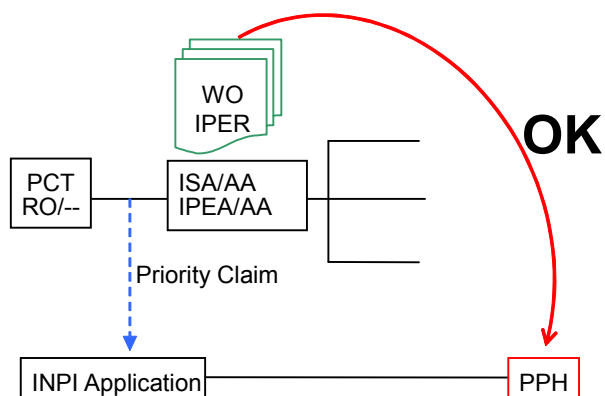 WO
IPER
OK
PCT
RO/--
ISA/AA
IPEA/AA
Priority Claim
INPI Application
PPH